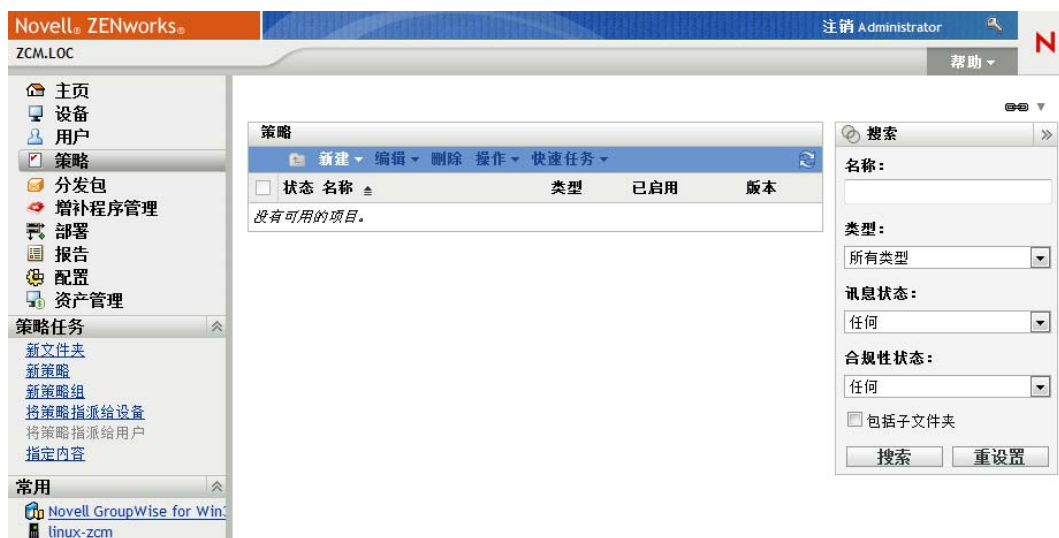 Novell® ZENworks®
注销 Administrator
N
ZCM.LOC
帮助
主页
设备
用户
策略
分发包
增补程序管理
部署
报告
配置
资产管理
策略任务
新文件夹
新策略
新策略组
将策略指派给设备
将策略指派给用户
指定内容
常用
Novell GroupWise for Win
linux-zcm
策略
新建 编辑 删除 操作 快速任务
状态 名称 类型 已启用 版本
没有可用的项目。
搜索
名称：
类型：
所有类型
讯息状态：
任何
合规性状态：
任何
包括子文件夹
搜索 重设置